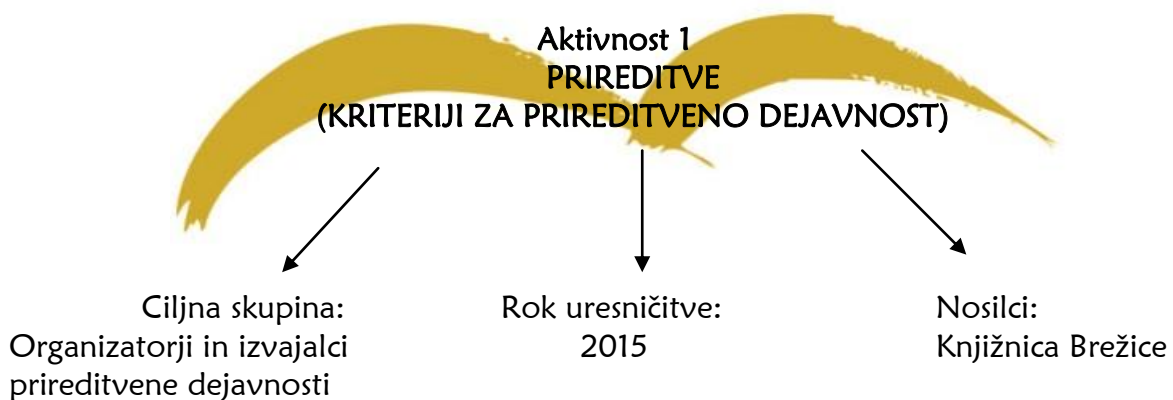 Aktivnost 1
PRIREDITVE
(KRITERIJI ZA PRIREDITVENO DEJAVNOST)
Ciljna skupina:
Organizatorji in izvajalci
prireditvene dejavnosti
Rok uresničitve:
2015
Nosilci:
Knjižnica Brežice